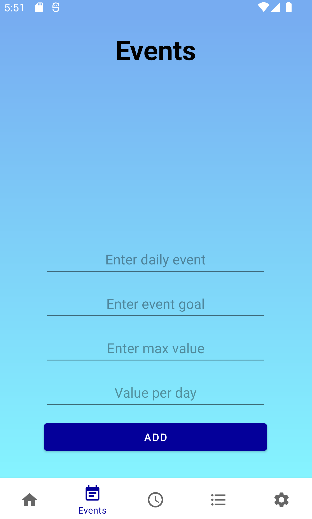 5:51
Events
Enter daily event
Enter event goal
Enter max value
Value per day
ADD
Events